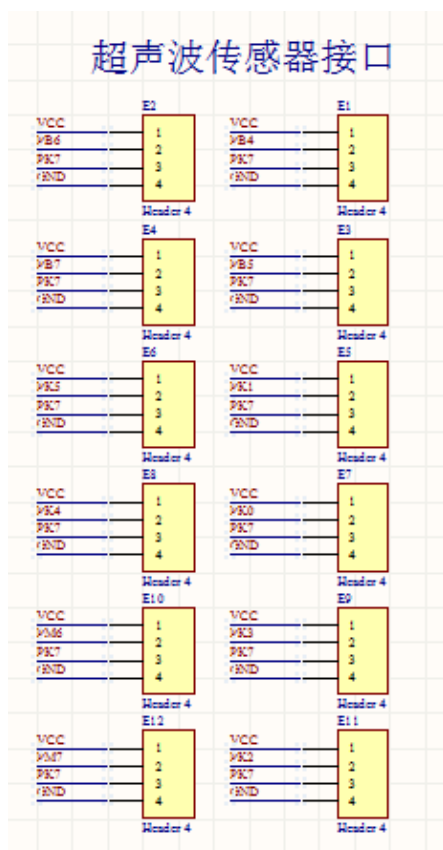 超声波传感器接口
E2
VCC
PB6
PK7
GND
1
2
3
4
Header 4
E1
VCC
PB4
PK7
GND
1
2
3
4
Header 4
E4
VCC
PB7
PK7
GND
1
2
3
4
Header 4
E3
VCC
PB5
PK7
GND
1
2
3
4
Header 4
E6
VCC
PK5
PK7
GND
1
2
3
4
Header 4
E5
VCC
PK1
PK7
GND
1
2
3
4
Header 4
E8
VCC
PK4
PK7
GND
1
2
3
4
Header 4
E7
VCC
PK0
PK7
GND
1
2
3
4
Header 4
E10
VCC
PM6
PK7
GND
1
2
3
4
Header 4
E9
VCC
PK3
PK7
GND
1
2
3
4
Header 4
E12
VCC
PM7
PK7
GND
1
2
3
4
Header 4
E11
VCC
PK2
PK7
GND
1
2
3
4
Header 4